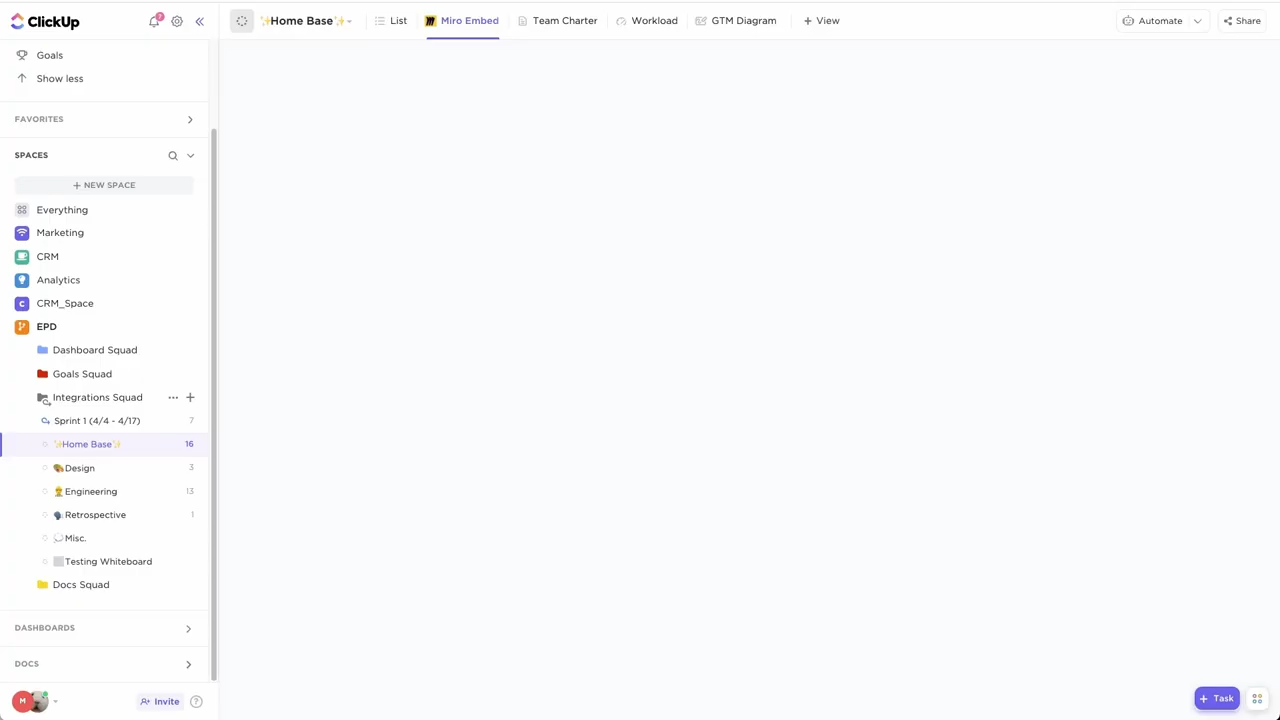 ClickUp
7
✨Home Base✨
List
Miro Embed
Team Charter
Workload
GTM Diagram
+ View
Automate
Share
Goals
Show less
FAVORITES
SPACES
+ NEW SPACE
Everything
Marketing
CRM
Analytics
C CRM_Space
EPD
Dashboard Squad
Goals Squad
Integrations Squad
Sprint 1 (4/4 - 4/17) 7
✨Home Base✨ 16
Design 3
Engineering 13
Retrospective 1
Misc.
Testing Whiteboard
Docs Squad
DASHBOARDS
DOCS
M
Invite
?
+ Task